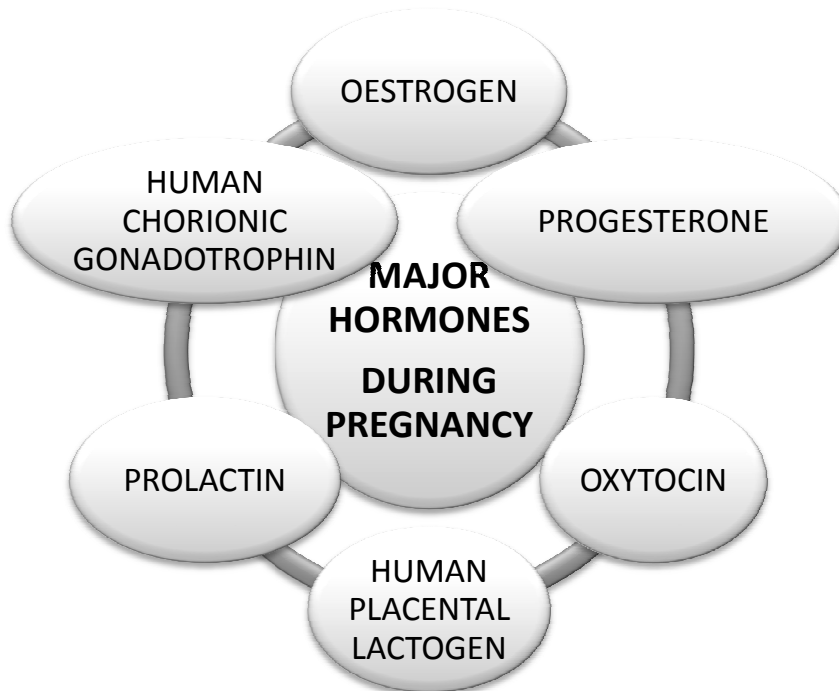 OESTROGEN
HUMAN
CHORIONIC
GONADOTROPHIN
PROGESTERONE
MAJOR
HORMONES
DURING
PREGNANCY
PROLACTIN
OXYTOCIN
HUMAN
PLACENTAL
LACTOGEN